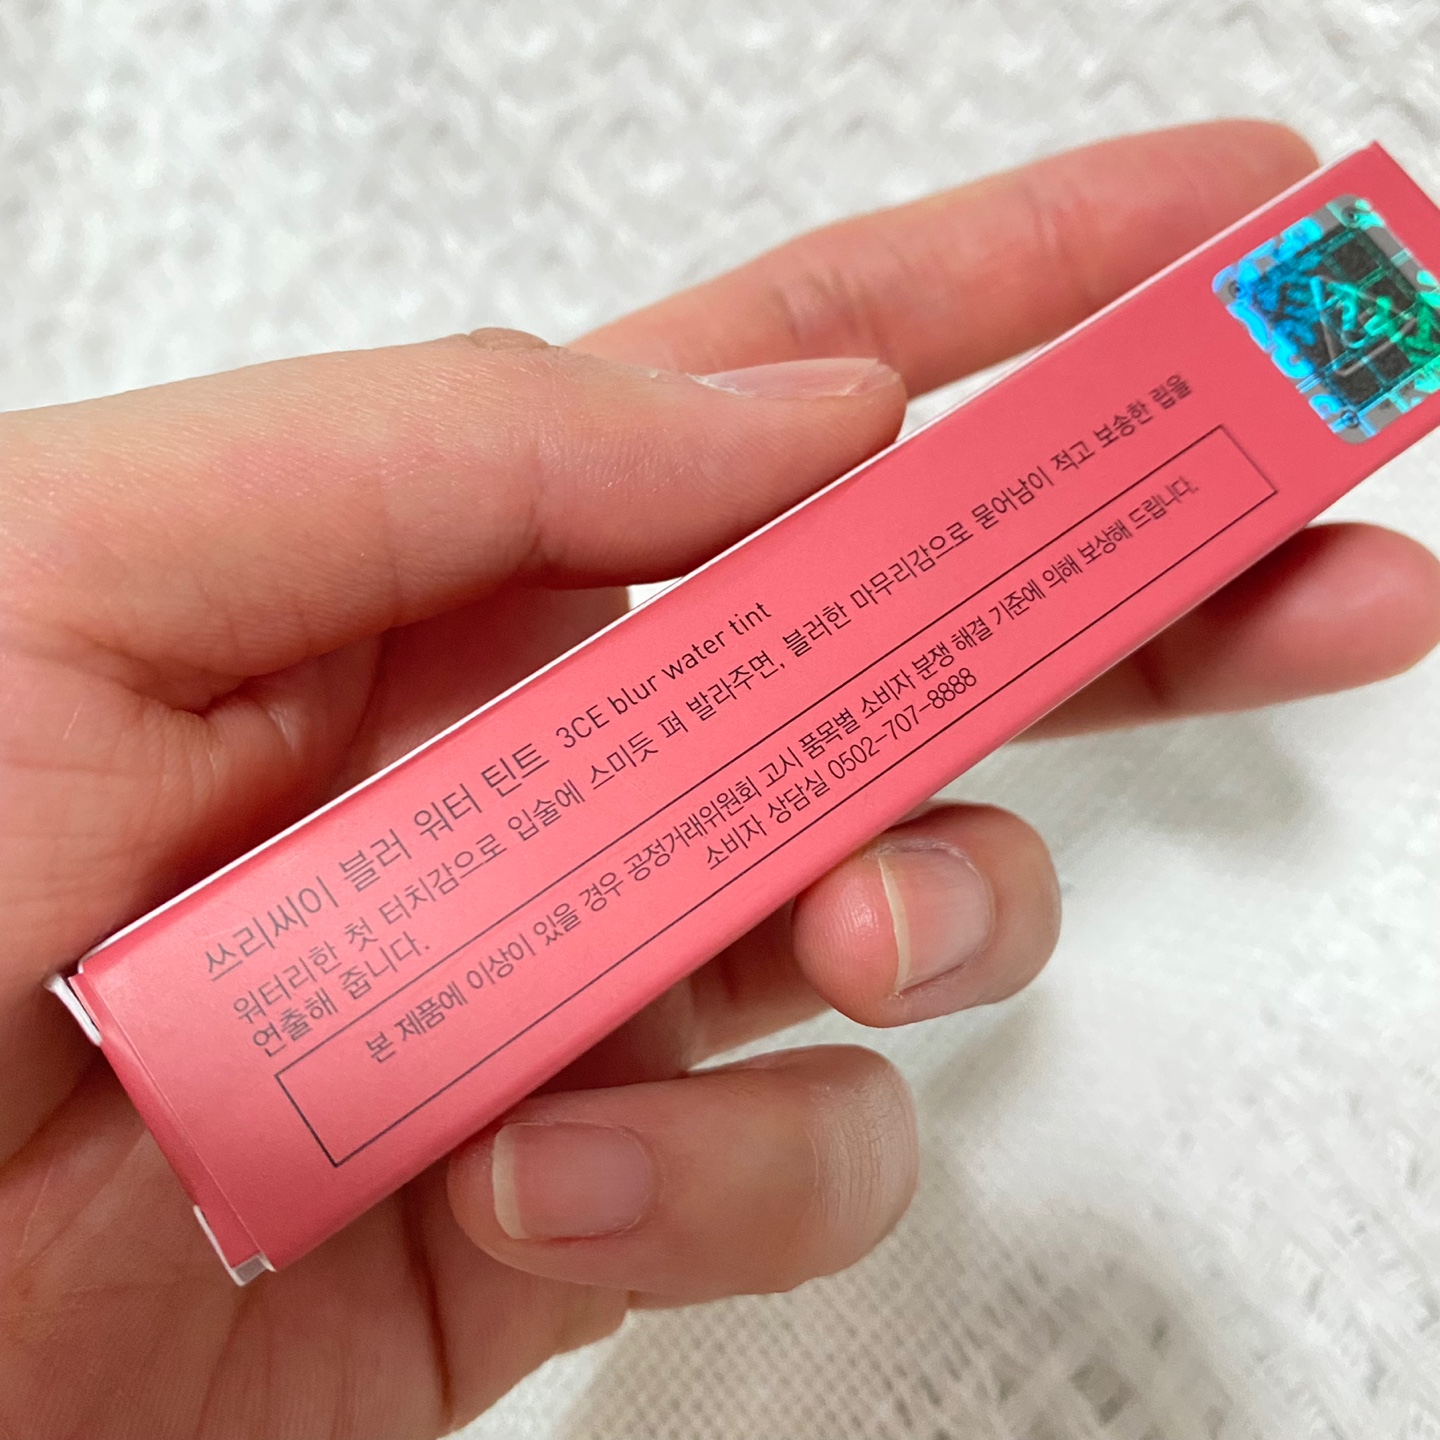 쓰리씨이 블러 워터 틴트 3CE blur water tint
워터리한 첫 터치감으로 입술에 스미듯 펴 발라주면, 블러한 마무리감으로 묻어남이 적고 보송한 립을
연출해 줍니다.
본 제품에 이상이 있을 경우 공정거래위원회 고시 품목별 소비자 분쟁 해결 기준에 의해 보상해 드립니다.
소비자 상담실 0502-707-8888